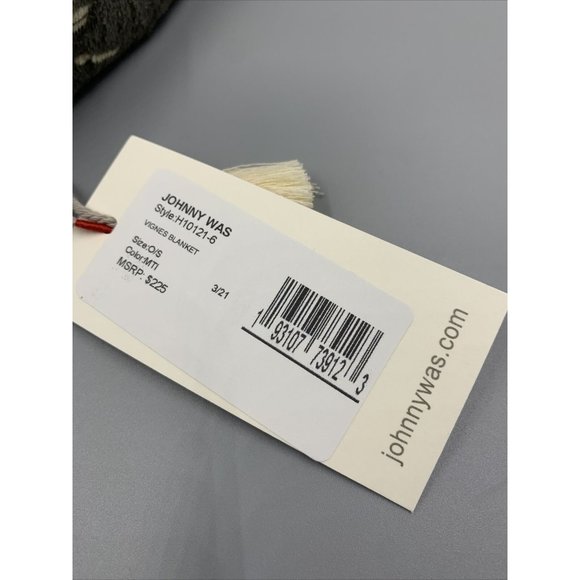 JOHNNY WAS
Style:H10121-6
VIGNES BLANKET
Size:O/S
Color:MTI
MSRP: $225
3/21
1 93107 73912 3
johnnywas.com